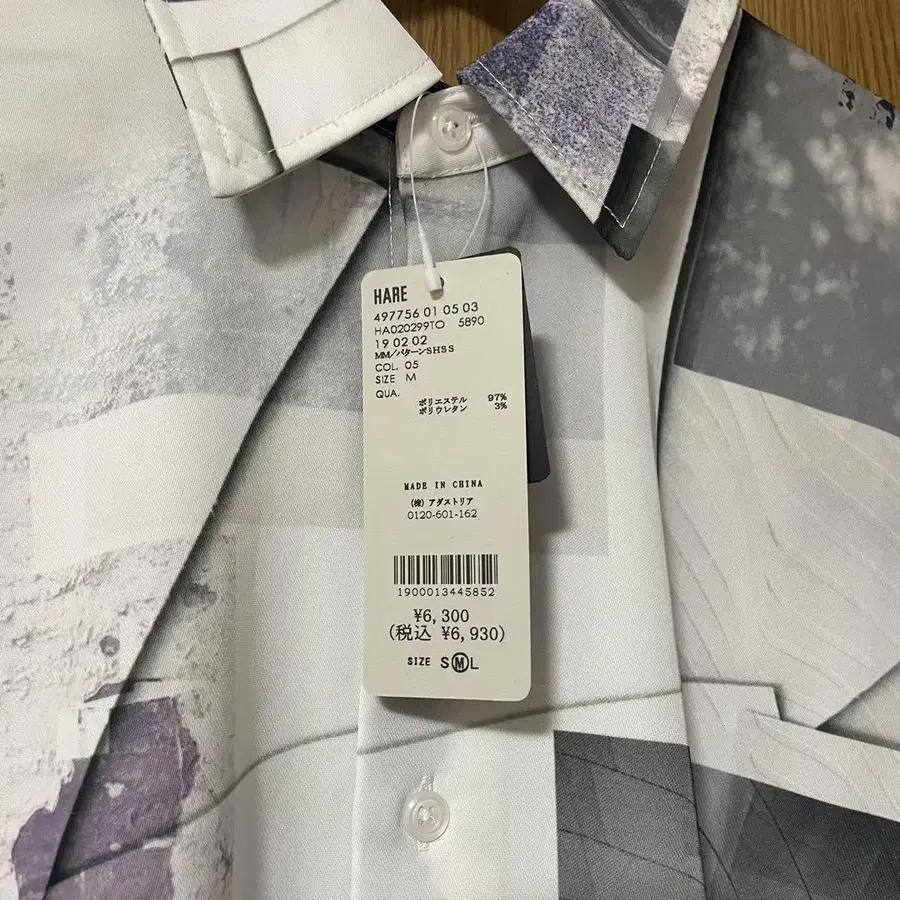 HARE
497756 01 05 03
HA020299TO 5890
19 02 02
MM/パターンSHSS
COL. 05
SIZE M
QUA.
ポリエステル 97%
ポリウレタン 3%
MADE IN CHINA
(株) アダストリア
0120-601-162
1900013445852
¥6,300
(税込 ¥6,930)
SIZE S Ⓜ L